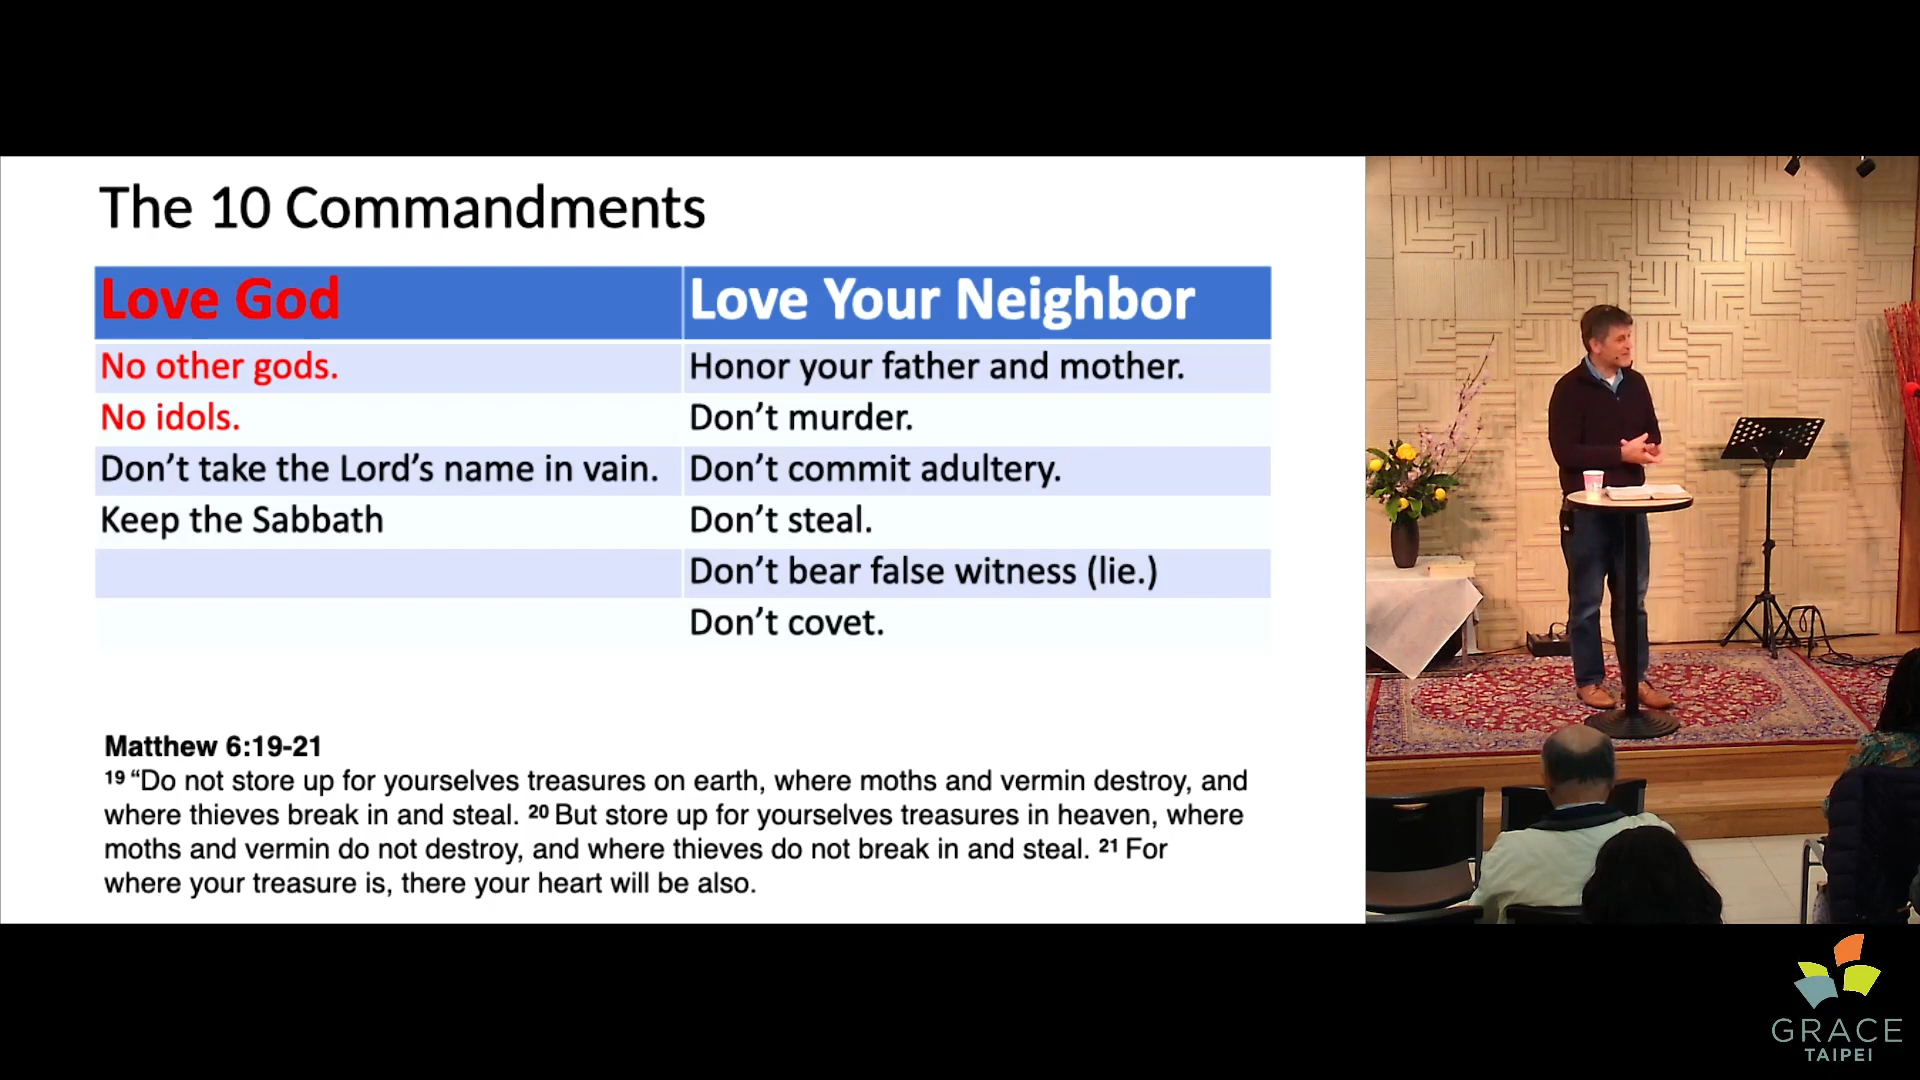 The 10 Commandments
Love God
Love Your Neighbor
No other gods.
Honor your father and mother.
No idols.
Don’t murder.
Don’t take the Lord’s name in vain.
Don’t commit adultery.
Keep the Sabbath
Don’t steal.
Don’t bear false witness (lie.)
Don’t covet.
Matthew 6:19-21
19 “Do not store up for yourselves treasures on earth, where moths and vermin destroy, and
where thieves break in and steal. 20 But store up for yourselves treasures in heaven, where
moths and vermin do not destroy, and where thieves do not break in and steal. 21 For
where your treasure is, there your heart will be also.
GRACE
TAIPEI